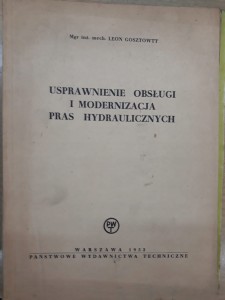 Mgr inż. mech. LEON GOSZTOWTT
USPRAWNIENIE OBSŁUGI
I MODERNIZACJA
PRAS HYDRAULICZNYCH
PWT
WARSZAWA 1953
PAŃSTWOWE WYDAWNICTWA TECHNICZNE